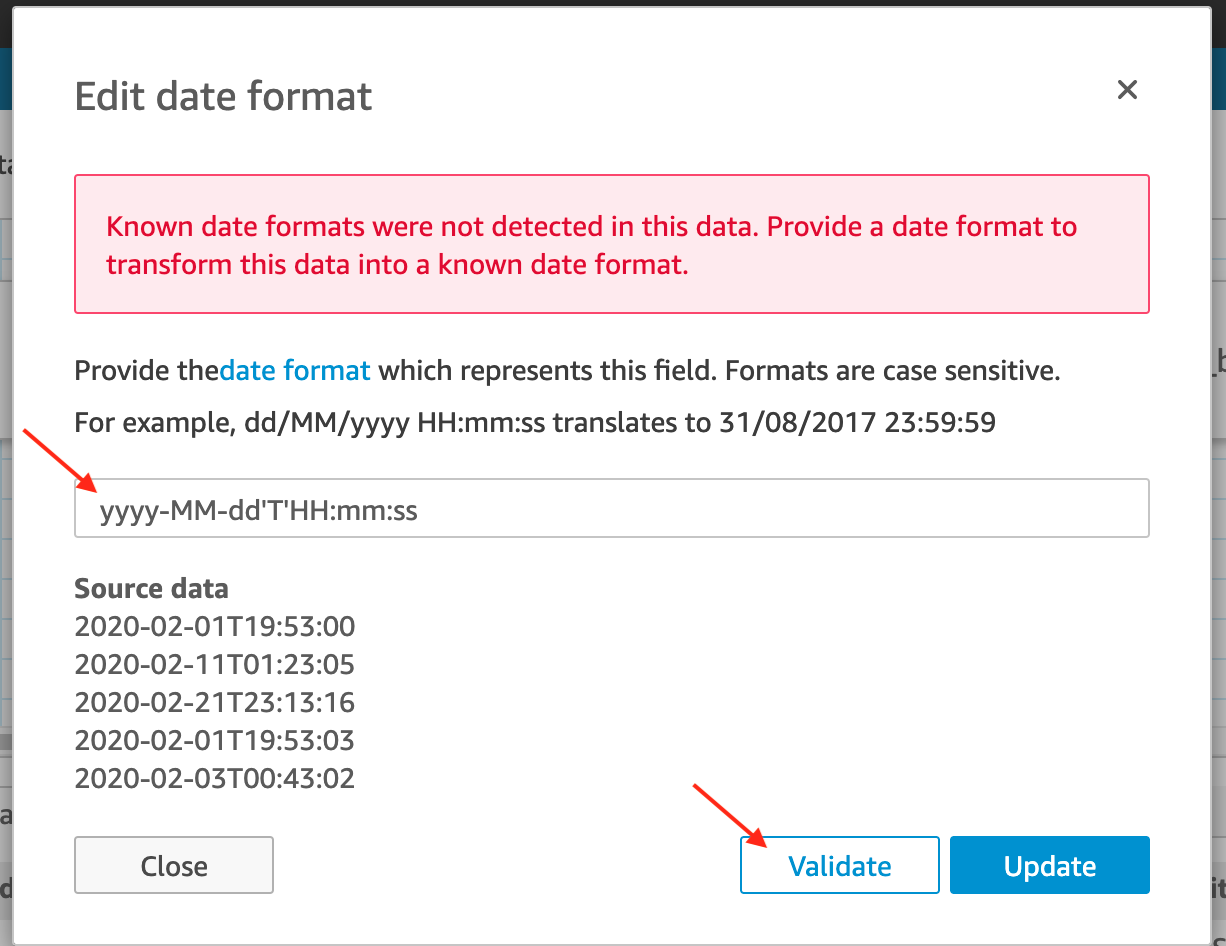 Edit date format
Known date formats were not detected in this data. Provide a date format to
transform this data into a known date format.
Provide thedate format which represents this field. Formats are case sensitive.
For example, dd/MM/yyyy HH:mm:ss translates to 31/08/2017 23:59:59
yyyy-MM-dd'T'HH:mm:ss
Source data
2020-02-01T19:53:00
2020-02-11T01:23:05
2020-02-21T23:13:16
2020-02-01T19:53:03
2020-02-03T00:43:02
Close
Validate
Update